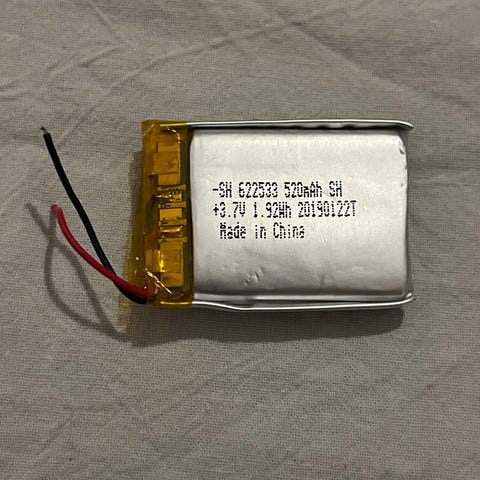 -SH 622533 520mAh SH
+3.7V 1.92Wh 20190122T
Made in China